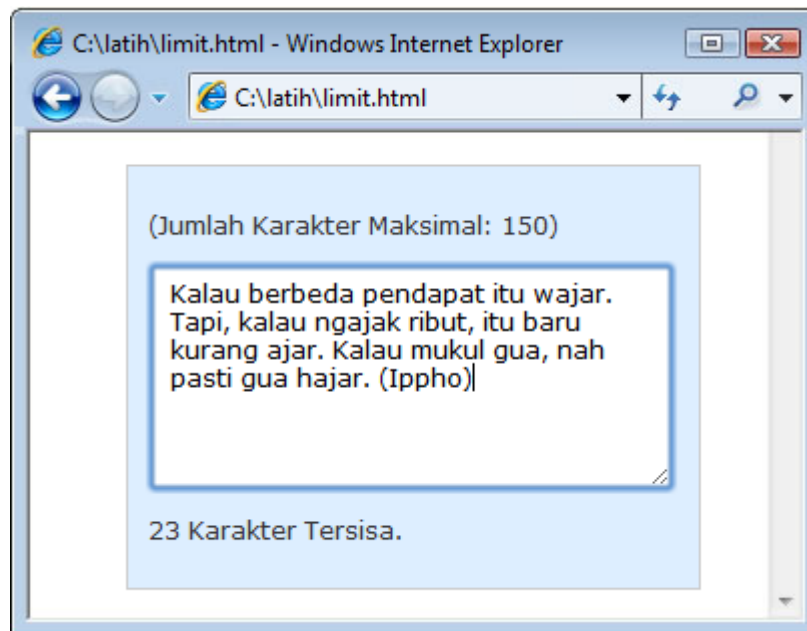 C:\latih\limit.html - Windows Internet Explorer
C:\latih\limit.html
(Jumlah Karakter Maksimal: 150)
Kalau berbeda pendapat itu wajar.
Tapi, kalau ngajak ribut, itu baru
kurang ajar. Kalau mukul gua, nah
pasti gua hajar. (Ippho)
23 Karakter Tersisa.